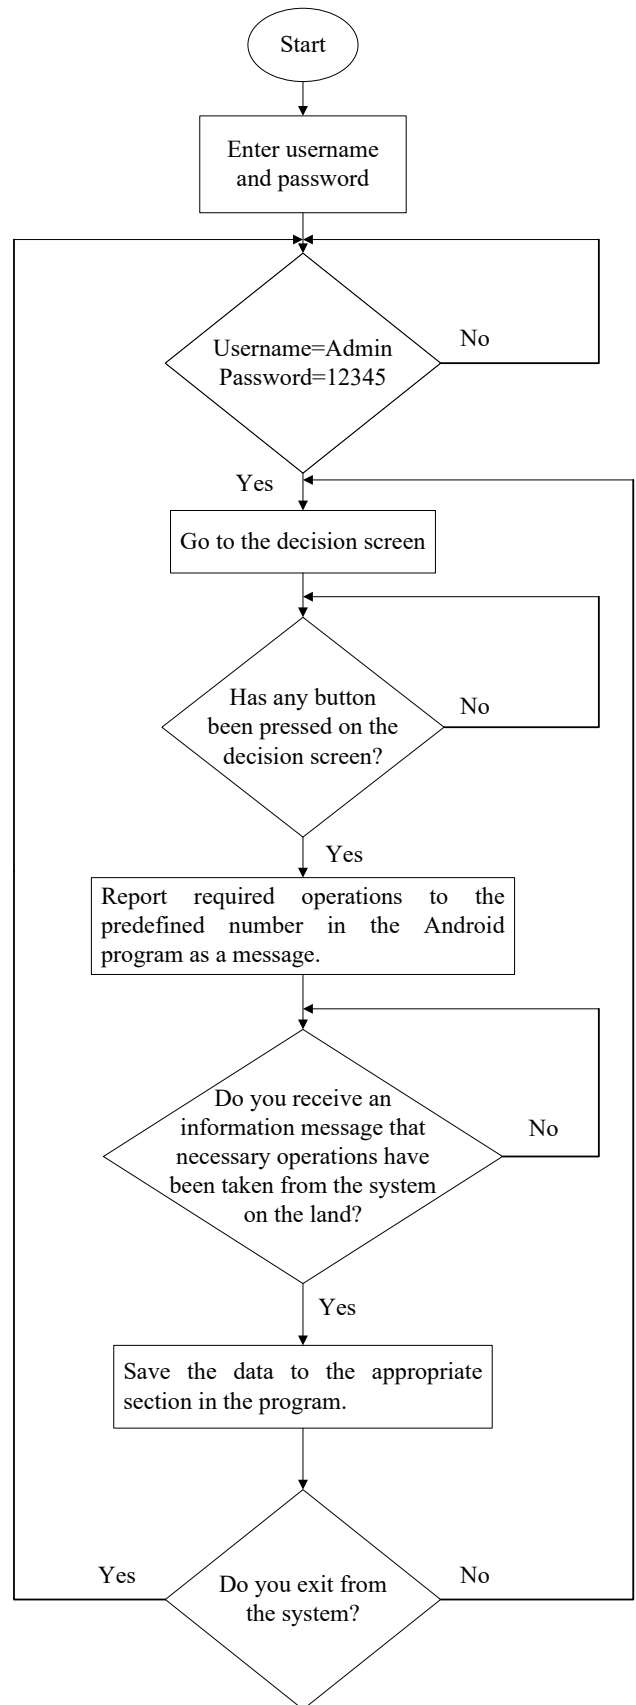 Start
Enter username
and password
Username=Admin
Password=12345
No
Yes
Go to the decision screen
Has any button
been pressed on the
decision screen?
No
Yes
Report required operations to the
predefined number in the Android
program as a message.
Do you receive an
information message that
necessary operations have
been taken from the system
on the land?
No
Yes
Save the data to the appropriate
section in the program.
Yes
Do you exit from
the system?
No